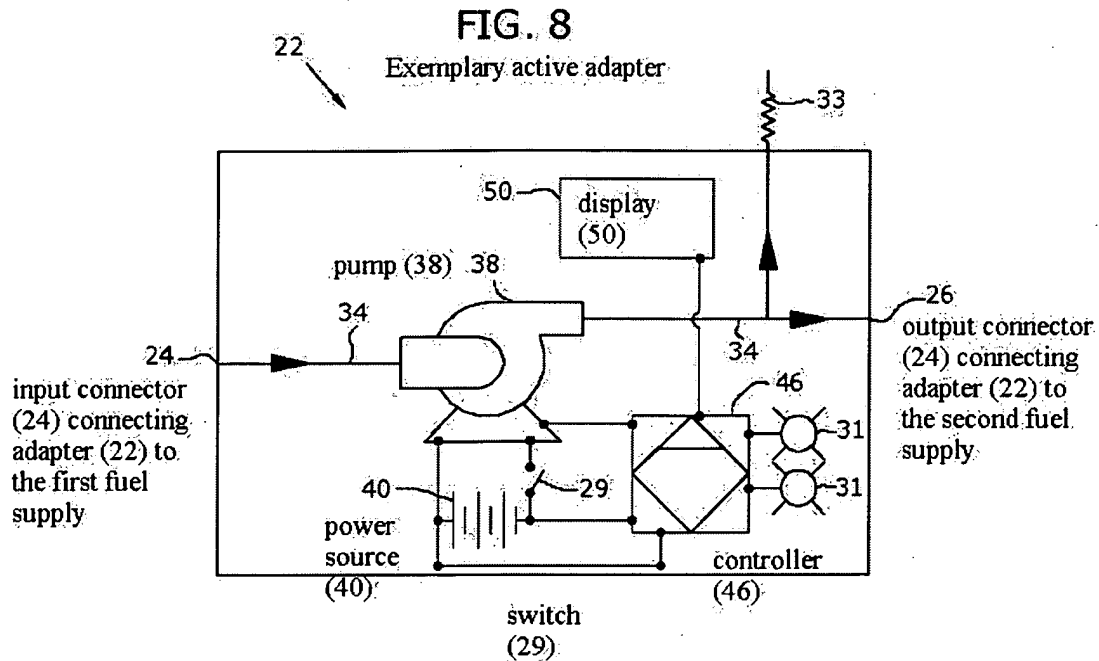 FIG. 8
Exemplary active adapter
22
33
50
display
(50)
pump (38) 38
34
24
input connector
(24) connecting
adapter (22) to
the first fuel
supply
26
output connector
(24) connecting
adapter (22) to
the second fuel
supply
34
46
31
31
40
29
power
source
(40)
controller
(46)
switch
(29)